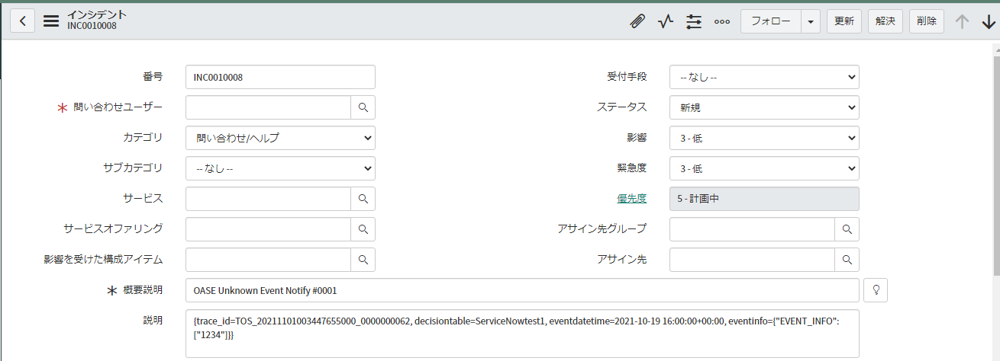 インシデント
INC0010008
フォロー
更新
解決
削除
番号 INC0010008
受付手段 -- なし --
* 問い合わせユーザー
ステータス 新規
カテゴリ 問い合わせ/ヘルプ
影響 3 - 低
サブカテゴリ -- なし --
緊急度 3 - 低
サービス
優先度 5 - 計画中
サービスオファリング
アサイン先グループ
影響を受けた構成アイテム
アサイン先
* 概要説明 OASE Unknown Event Notify #0001
説明 {trace_id=TOS_20211101003447655000_0000000062, decisiontable=ServiceNowtest1, eventdatetime=2021-10-19 16:00:00+00:00, eventinfo={"EVENT_INFO":
["1234"]}}